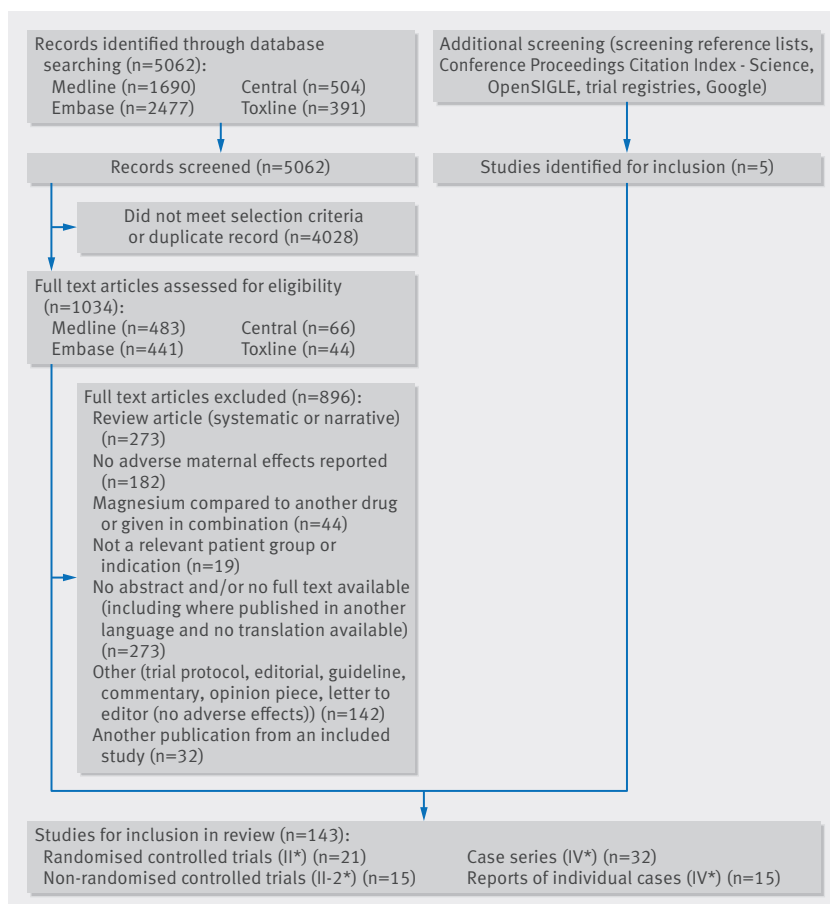 Records identified through database
searching (n=5062):
Medline (n=1690) Central (n=504)
Embase (n=2477) Toxline (n=391)
Additional screening (screening reference lists,
Conference Proceedings Citation Index - Science,
OpenSIGLE, trial registries, Google)
Records screened (n=5062)
Studies identified for inclusion (n=5)
Did not meet selection criteria
or duplicate record (n=4028)
Full text articles assessed for eligibility
(n=1034):
Medline (n=483) Central (n=66)
Embase (n=441) Toxline (n=44)
Full text articles excluded (n=896):
Review article (systematic or narrative)
(n=273)
No adverse maternal effects reported
(n=182)
Magnesium compared to another drug
or given in combination (n=44)
Not a relevant patient group or
indication (n=19)
No abstract and/or no full text available
(including where published in another
language and no translation available)
(n=273)
Other (trial protocol, editorial, guideline,
commentary, opinion piece, letter to
editor (no adverse effects)) (n=142)
Another publication from an included
study (n=32)
Studies for inclusion in review (n=143):
Randomised controlled trials (II*) (n=21) Case series (IV*) (n=32)
Non-randomised controlled trials (II-2*) (n=15) Reports of individual cases (IV*) (n=15)